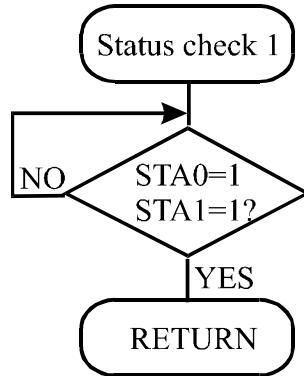 Status check 1
NO
STA0=1
STA1=1?
YES
RETURN